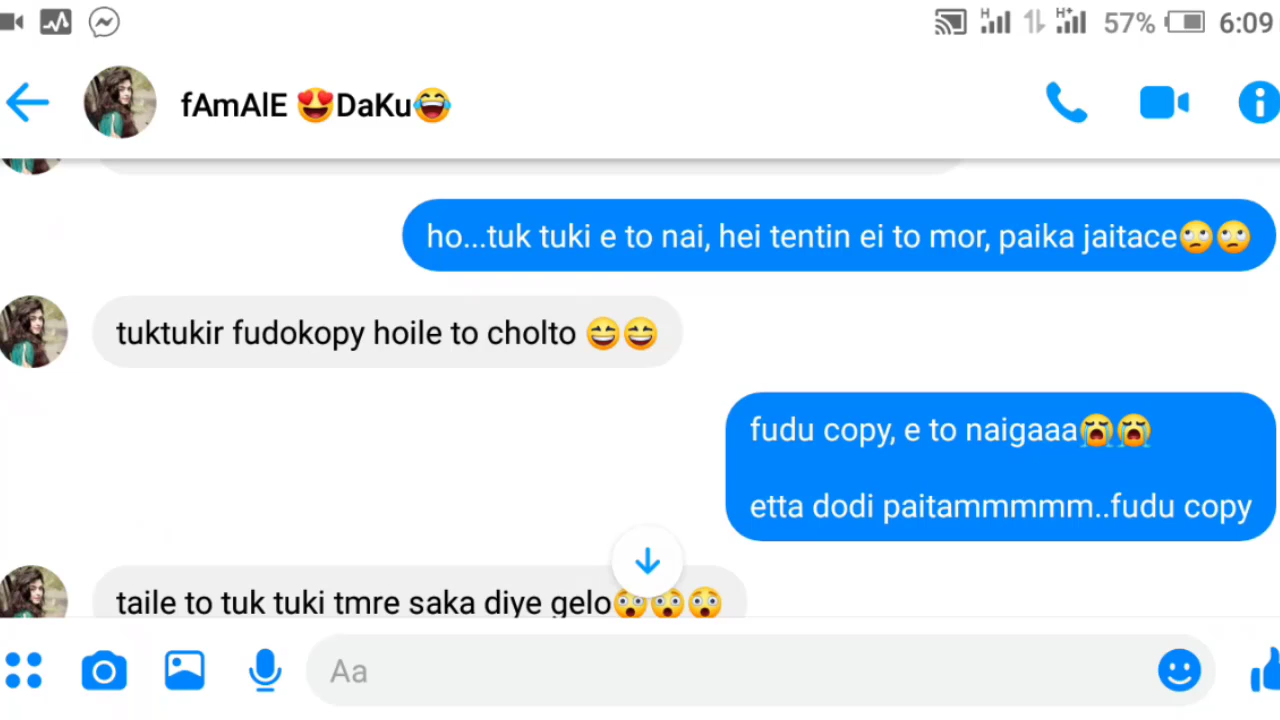 57% 6:09
fAmAlE 😍DaKu😂
ho...tuk tuki e to nai, hei tentin ei to mor, paika jaitace🙄🙄
tuktukir fudokopy hoile to cholto 😄😄
fudu copy, e to naigaaa😭😭
etta dodi paitammmmm..fudu copy
taile to tuk tuki tmre saka diye gelo😲😲😲
Aa